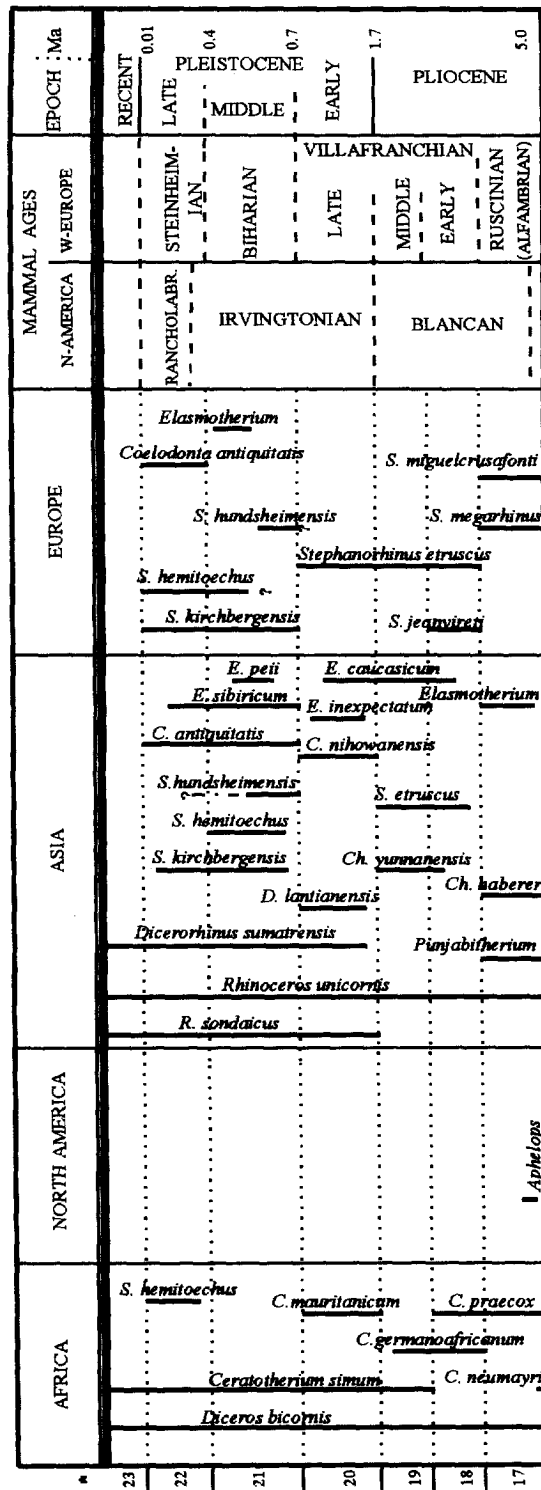 EPOCH :Ma
RECENT
0.01
LATE
PLEISTOCENE
0.4
MIDDLE
0.7
EARLY
1.7
PLIOCENE
5.0
MAMMAL AGES
W-EUROPE
STEINHEIM-
IAN
BIHARIAN
VILLAFRANCHIAN
LATE
MIDDLE
EARLY
RUSCINIAN
(ALFAMBRIAN)
N-AMERICA
RANCHOLABR.
IRVINGTONIAN
BLANCAN
EUROPE
Elasmotherium
Coelodonta antiquitatis
S. miguelcrusafonti
S. hundsheimensis
S. megarhinus
Stephanorhinus etruscus
S. hemitoechus
?
S. kirchbergensis
S. jeanvireti
ASIA
E. peii
E. caucasicum
E. sibiricum
E. inexpectatum
Elasmotherium
C. antiquitatis
C. nihowanensis
S.hundsheimensis
?
S. etruscus
S. hemitoechus
S. kirchbergensis
Ch. yunnanensis
Ch. haberer
D. lantianensis
Dicerorhinus sumatrensis
Punjabitherium
Rhinoceros unicornis
R. sondaicus
NORTH AMERICA
Aphelops
AFRICA
S. hemitoechus
C.mauritanicum
C. praecox
C.germanoafricanum
Ceratotherium simum
C. neumayri
Diceros bicornis
*
23
22
21
20
19
18
17